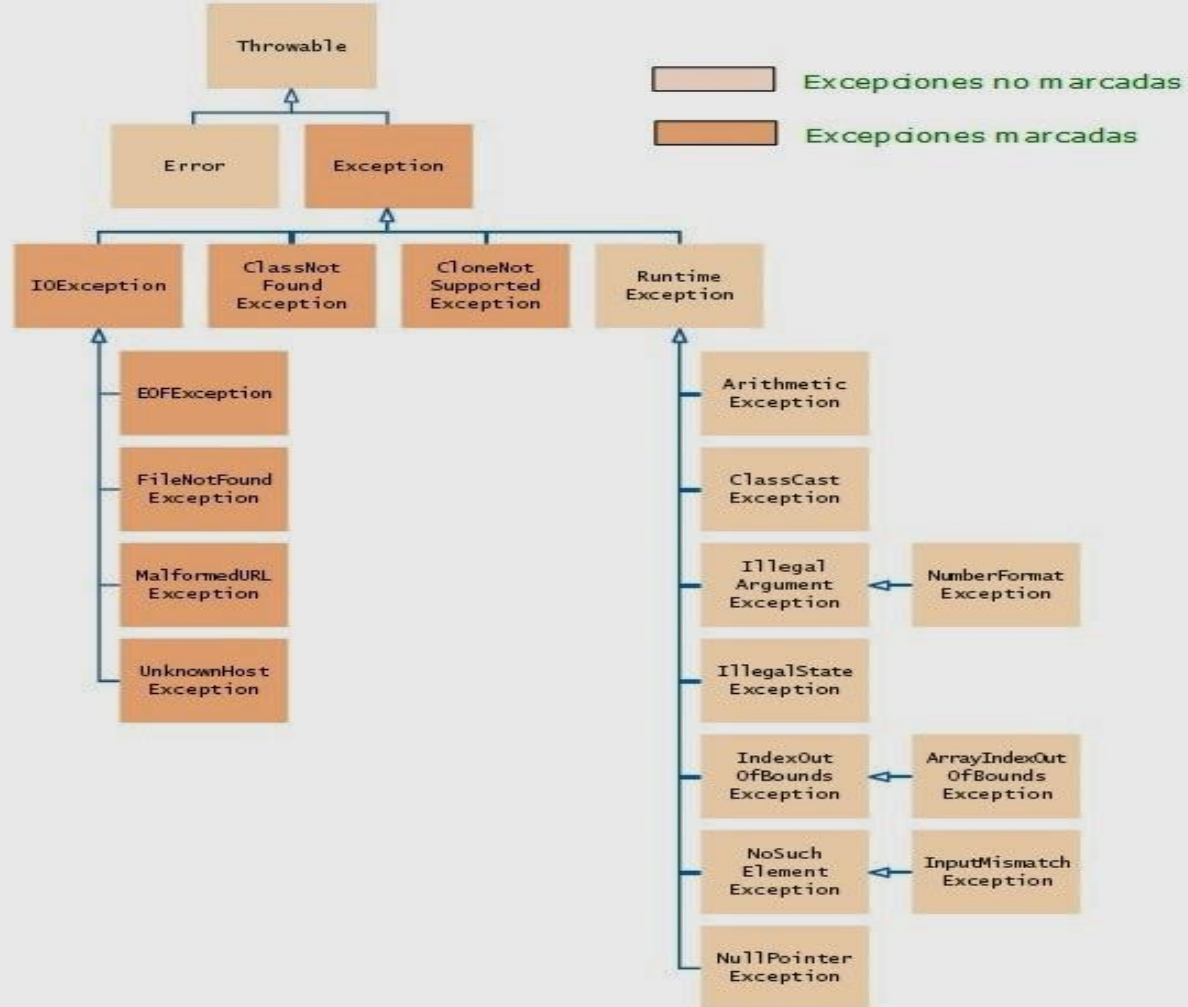 Throwable
Excepciones no marcadas
Excepciones marcadas
Error
Exception
IOException
ClassNot
Found
Exception
CloneNot
Supported
Exception
Runtime
Exception
EOFException
FileNotFound
Exception
MalformedURL
Exception
UnknownHost
Exception
Arithmetic
Exception
ClassCast
Exception
Illegal
Argument
Exception
NumberFormat
Exception
IllegalState
Exception
IndexOut
OfBounds
Exception
ArrayIndexOut
OfBounds
Exception
NoSuch
Element
Exception
InputMismatch
Exception
NullPointer
Exception